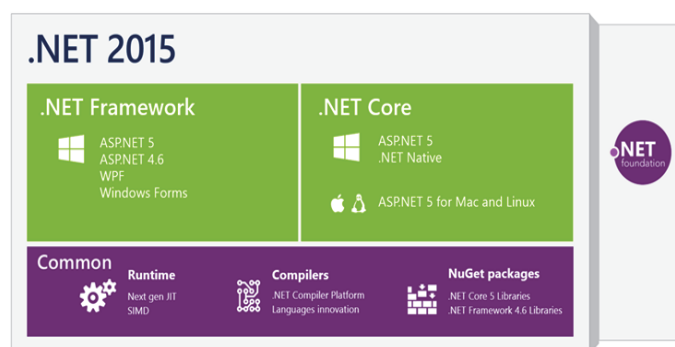 .NET 2015
.NET Framework
ASP.NET 5
ASP.NET 4.6
WPF
Windows Forms
.NET Core
ASP.NET 5
.NET Native
ASP.NET 5 for Mac and Linux
Common
Runtime
Next gen JIT
SIMD
Compilers
.NET Compiler Platform
Languages innovation
NuGet packages
.NET Core 5 Libraries
.NET Framework 4.6 Libraries
.NET
foundation